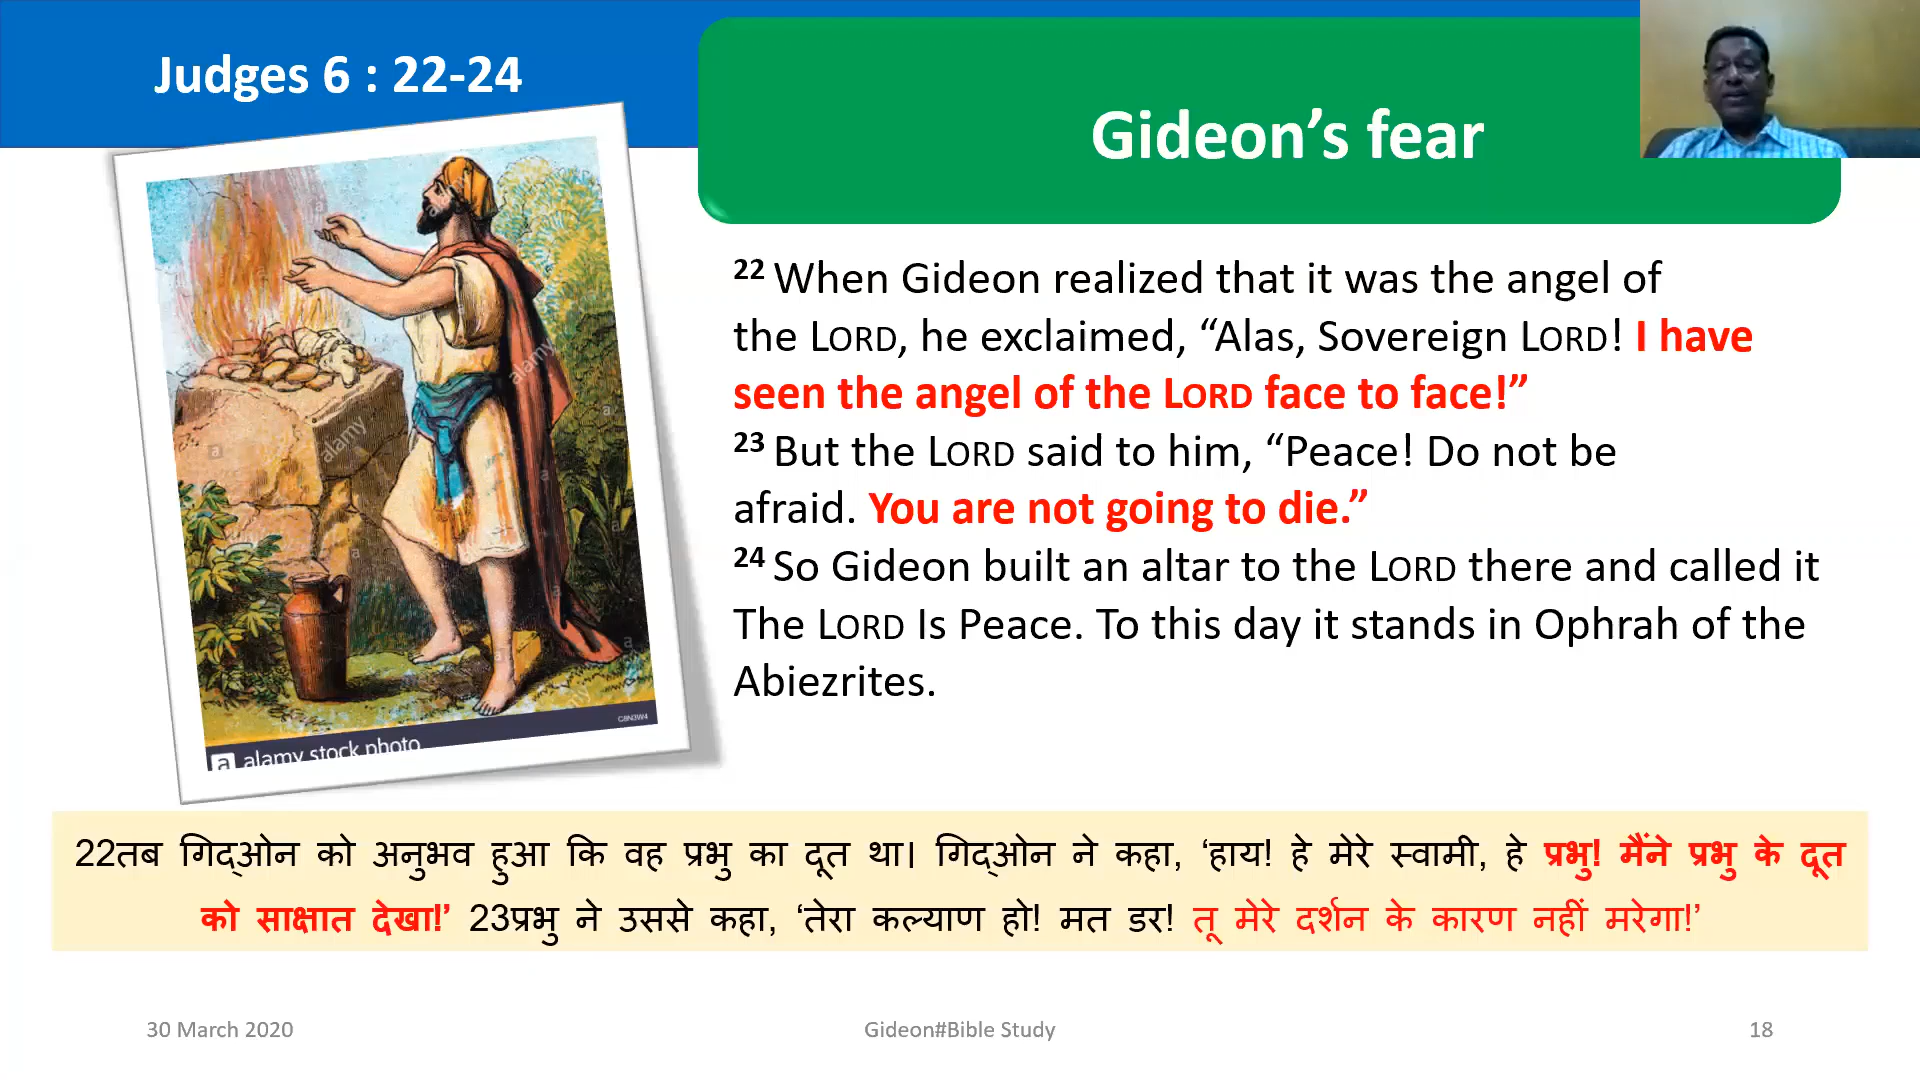 Judges 6 : 22-24
Gideon’s fear
22 When Gideon realized that it was the angel of
the LORD, he exclaimed, “Alas, Sovereign LORD! I have
seen the angel of the LORD face to face!”
23 But the LORD said to him, “Peace! Do not be
afraid. You are not going to die.”
24 So Gideon built an altar to the LORD there and called it
The LORD Is Peace. To this day it stands in Ophrah of the
Abiezrites.
alamy
alamy
a alamy stock photo
G8N3W4
22तब गिद्ओन को अनुभव हुआ कि वह प्रभु का दूत था। गिद्ओन ने कहा, ‘हाय! हे मेरे स्वामी, हे प्रभु! मैंने प्रभु के दूत
को साक्षात देखा!’ 23प्रभु ने उससे कहा, ‘तेरा कल्याण हो! मत डर! तू मेरे दर्शन के कारण नहीं मरेगा!’
30 March 2020
Gideon#Bible Study
18